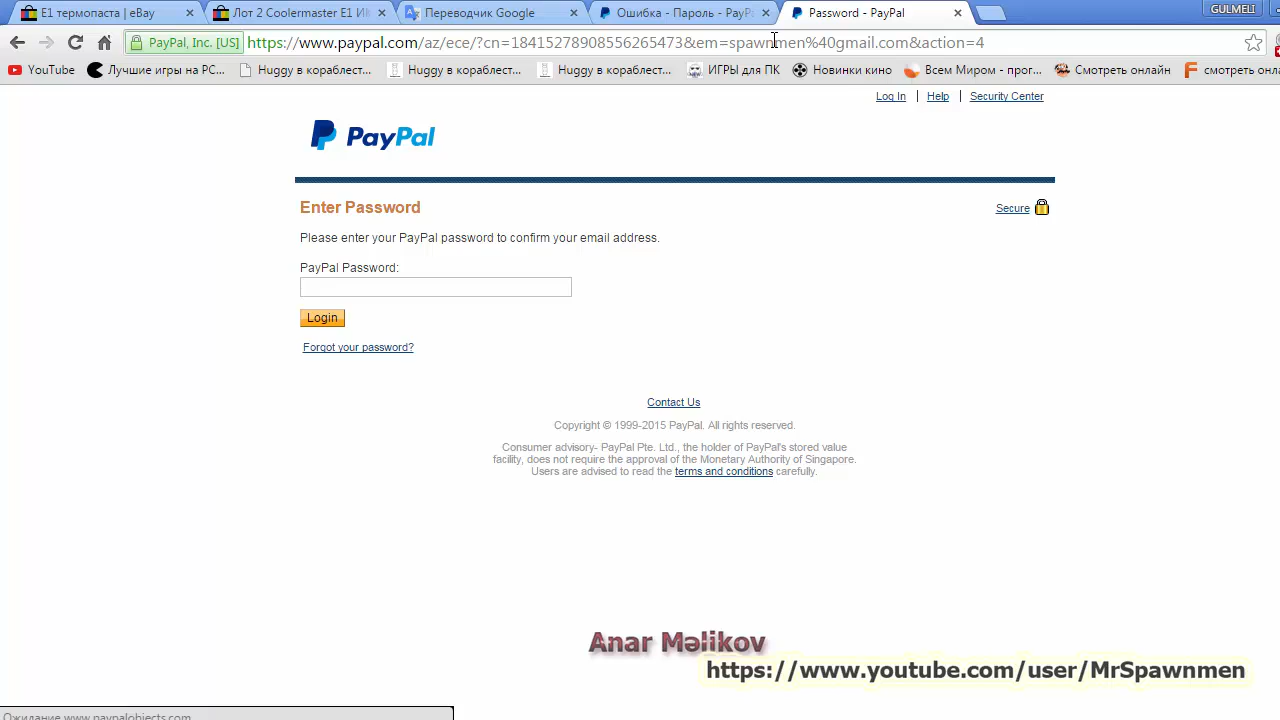 Е1 термопаста | eBay
Лот 2 Coolermaster E1 И
Переводчик Google
Ошибка - Пароль - PayP
Password - PayPal
GULMELI
PayPal, Inc. [US]
https://www.paypal.com/az/ece/?cn=18415278908556265473&em=spawnmen%40gmail.com&action=4
YouTube
Лучшие игры на PC...
Huggy в кораблест...
Huggy в кораблест...
Huggy в кораблест...
ИГРЫ для ПК
Новинки кино
Всем Миром - прог...
Смотреть онлайн
смотреть онла
Log In | Help | Security Center
PayPal
Enter Password
Secure
Please enter your PayPal password to confirm your email address.
PayPal Password:
Login
Forgot your password?
Contact Us
Copyright © 1999-2015 PayPal. All rights reserved.
Consumer advisory- PayPal Pte. Ltd., the holder of PayPal's stored value
facility, does not require the approval of the Monetary Authority of Singapore.
Users are advised to read the terms and conditions carefully.
Anar Məlikov
https://www.youtube.com/user/MrSpawnmen
Ожидание www.paypalobjects.com